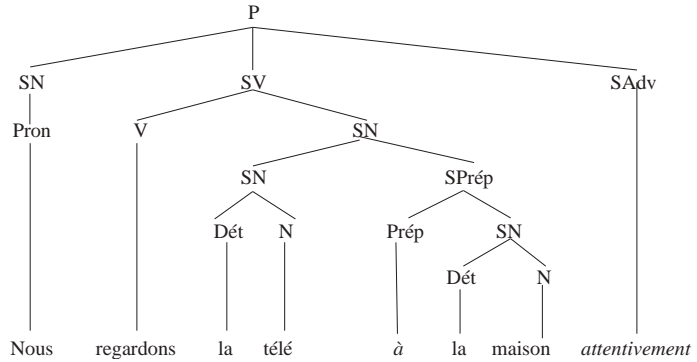 P
SN SV SAdv
Pron V SN
SN SPrép
Dét N Prép SN
Dét N
Nous regardons la télé à la maison attentivement